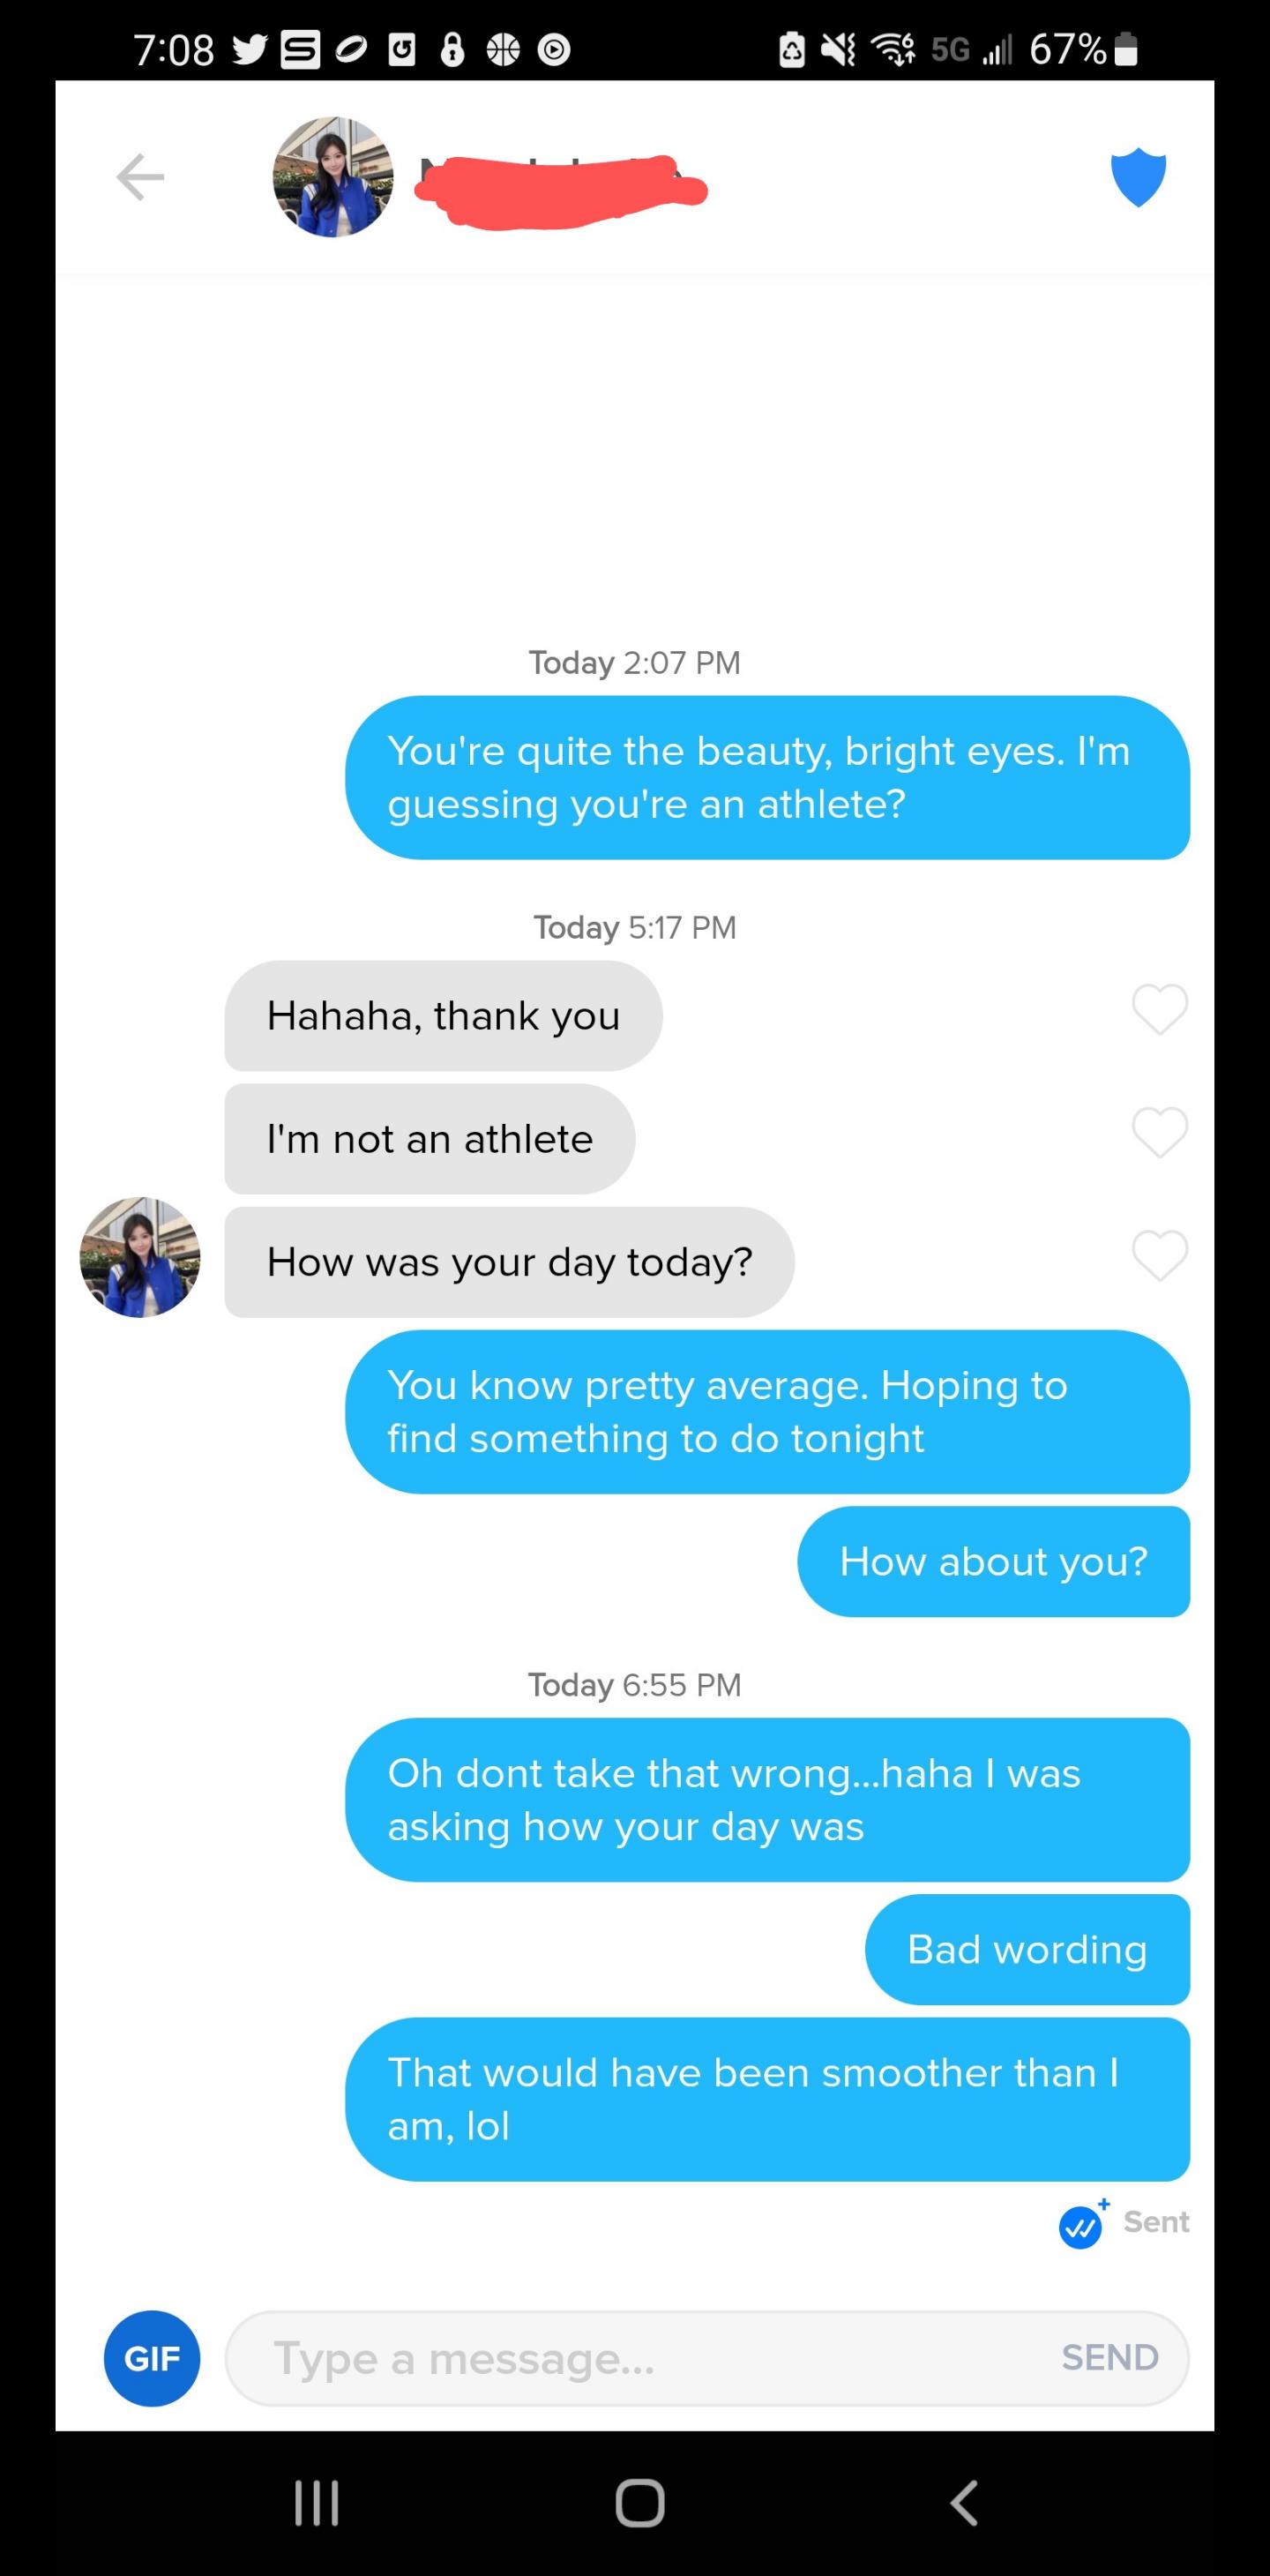 7:08
5G
67%
Today 2:07 PM
You're quite the beauty, bright eyes. I'm
guessing you're an athlete?
Today 5:17 PM
Hahaha, thank you
I'm not an athlete
How was your day today?
You know pretty average. Hoping to
find something to do tonight
How about you?
Today 6:55 PM
Oh dont take that wrong...haha I was
asking how your day was
Bad wording
That would have been smoother than I
am, lol
Sent
GIF
Type a message...
SEND